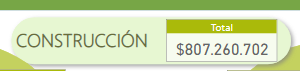 Total
CONSTRUCCIÓN
$807.260.702